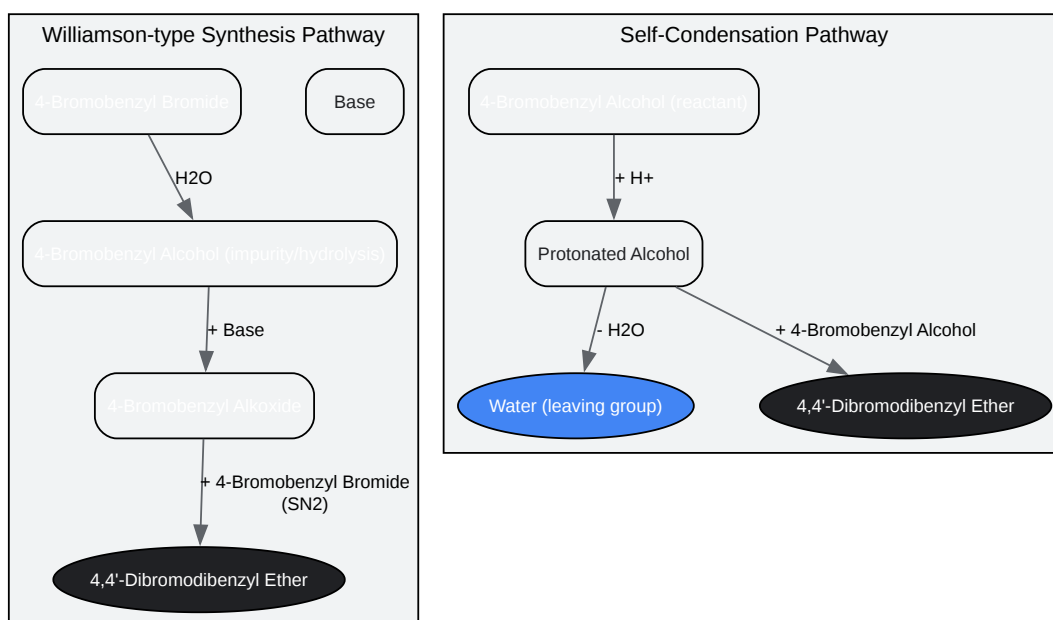 Williamson-type Synthesis Pathway
4-Bromobenzyl Bromide
Base
H2O
4-Bromobenzyl Alcohol (impurity/hydrolysis)
+ Base
4-Bromobenzyl Alkoxide
+ 4-Bromobenzyl Bromide
(SN2)
4,4'-Dibromodibenzyl Ether
Self-Condensation Pathway
4-Bromobenzyl Alcohol (reactant)
+ H+
Protonated Alcohol
- H2O
+ 4-Bromobenzyl Alcohol
Water (leaving group)
4,4'-Dibromodibenzyl Ether